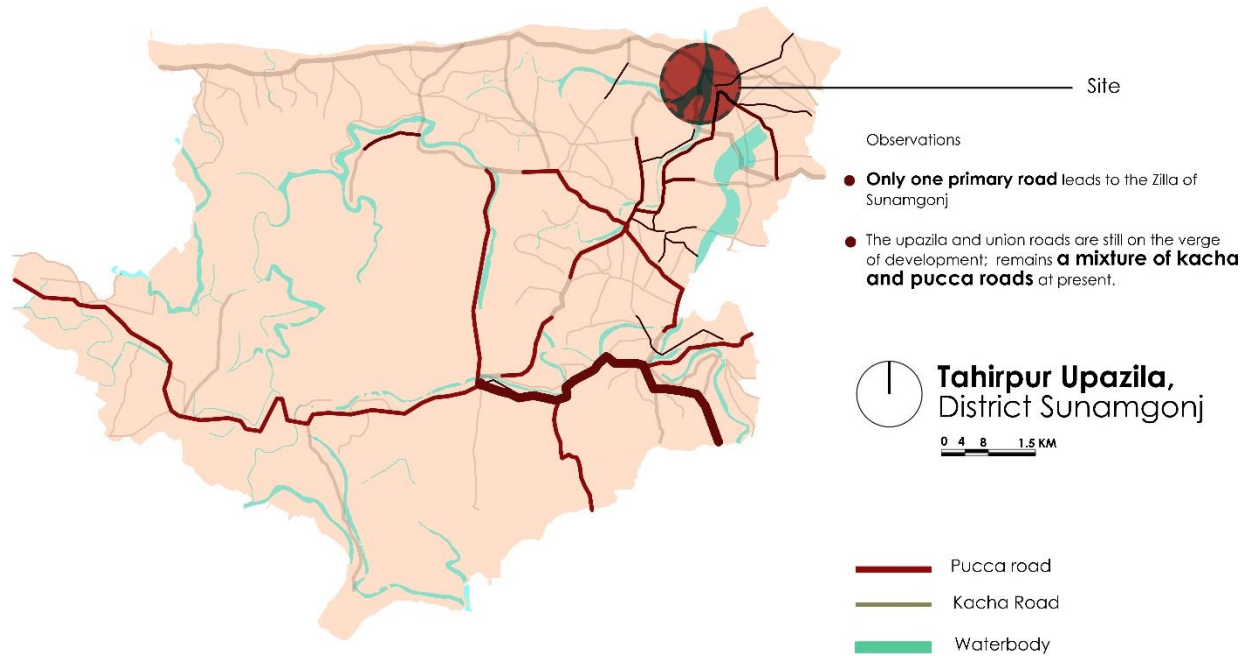 Site
Observations
Only one primary road leads to the Zilla of
Sunamgonj
The upazila and union roads are still on the verge
of development; remains a mixture of kacha
and pucca roads at present.
Tahirpur Upazila,
District Sunamgonj
0 4 8 1.5 KM
Pucca road
Kacha Road
Waterbody